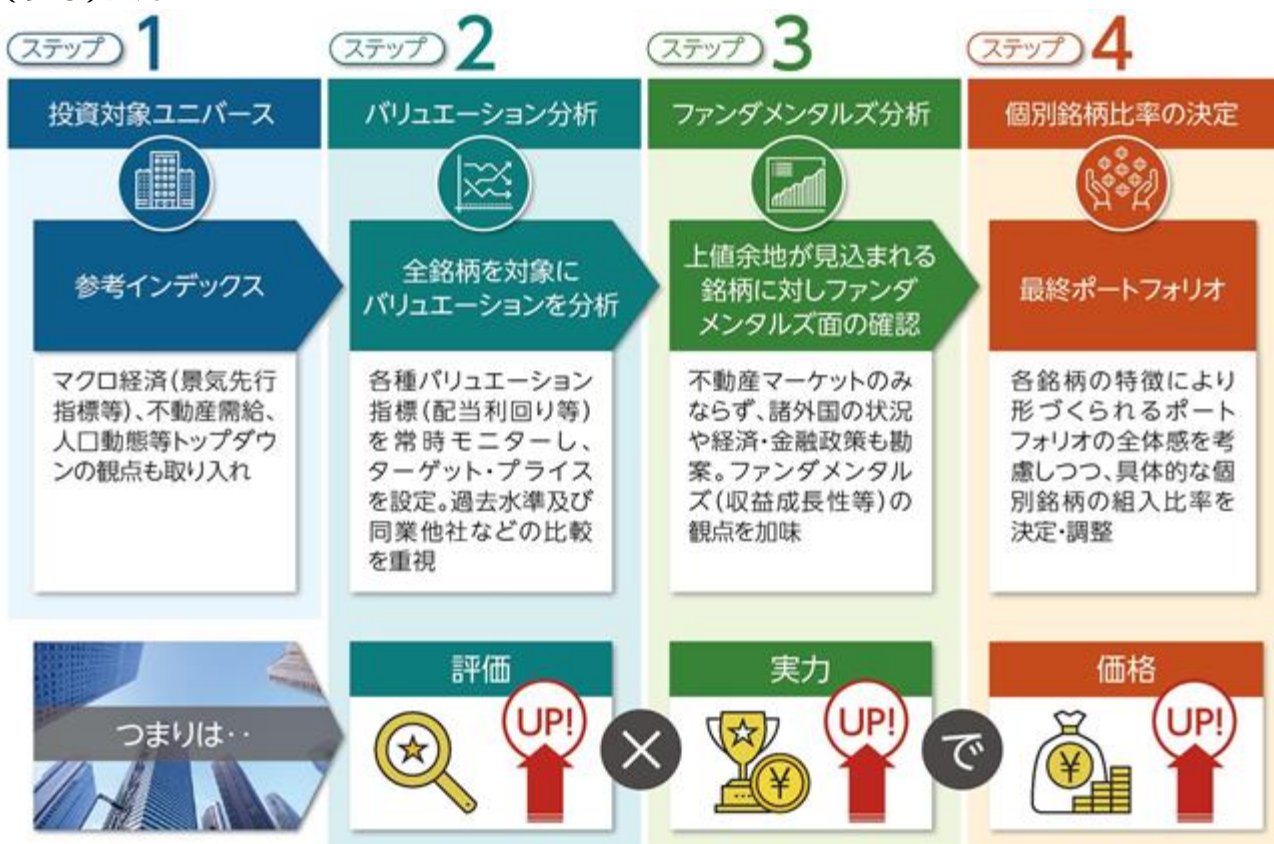 ステップ 1
投資対象ユニバース
参考インデックス
マクロ経済(景気先行
指標等)、不動産需給、
人口動態等トップダウ
ンの観点も取り入れ
ステップ 2
バリュエーション分析
全銘柄を対象に
バリュエーションを分析
各種バリュエーション
指標(配当利回り等)
を常時モニターし、
ターゲット・プライス
を設定。過去水準及び
同業他社などの比較
を重視
ステップ 3
ファンダメンタルズ分析
上値余地が見込まれる
銘柄に対しファンダ
メンタルズ面の確認
不動産マーケットのみ
ならず、諸外国の状況
や経済・金融政策も勘
案。ファンダメンタル
ズ(収益成長性等)の
観点を加味
ステップ 4
個別銘柄比率の決定
最終ポートフォリオ
各銘柄の特徴により
形づくられるポート
フォリオの全体感を考
慮しつつ、具体的な個
別銘柄の組入比率を
決定・調整
つまりは‥
評価
UP!
×
実力
¥
UP!
で
価格
¥
UP!